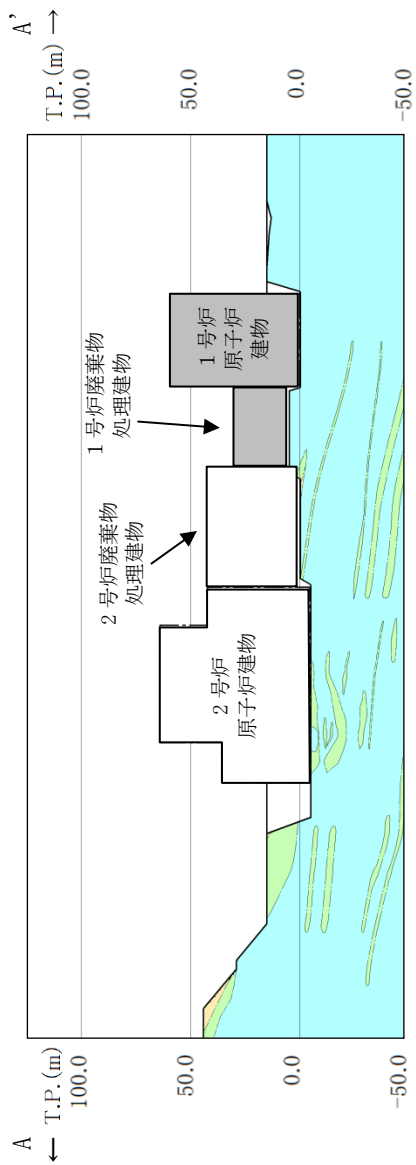 A
← T.P.(m)
100.0
50.0
0.0
-50.0
2号炉
原子炉建物
2号炉廃棄物
処理建物
1号炉廃棄物
処理建物
1号炉
原子炉
建物
A'
T.P.(m) →
100.0
50.0
0.0
-50.0